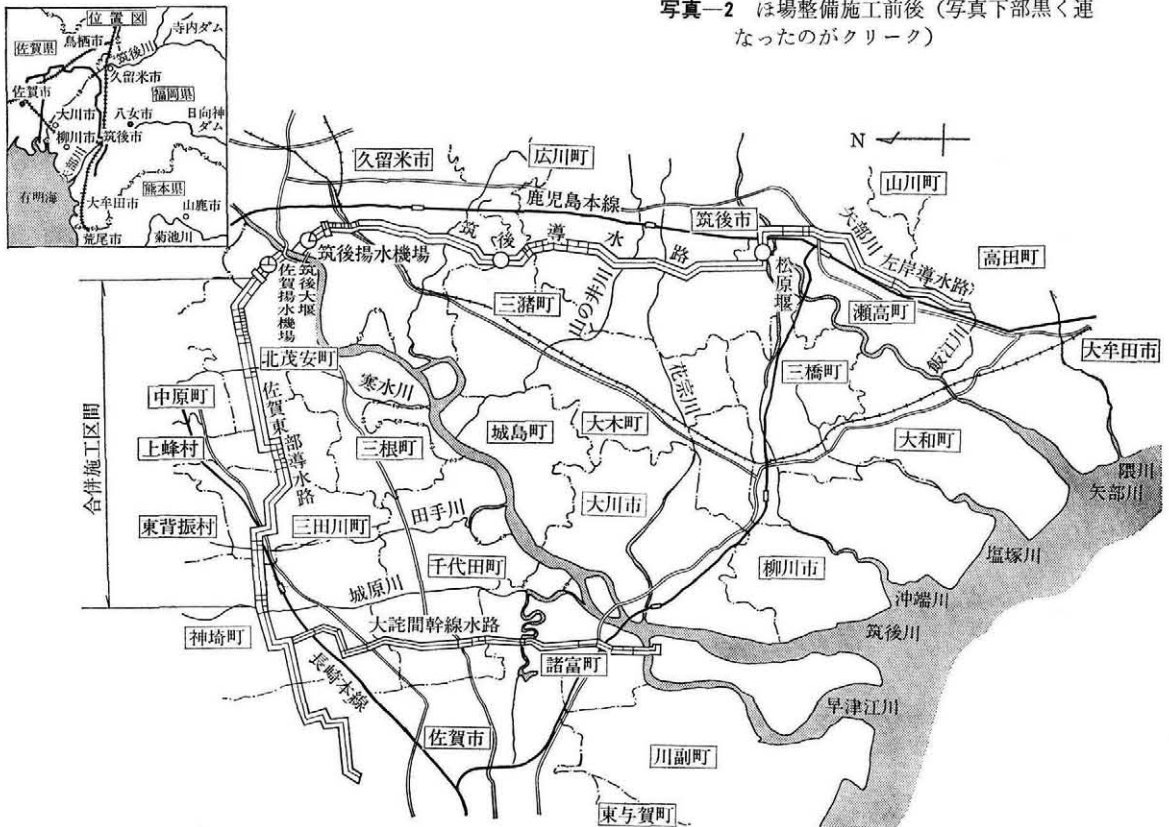 写真―2 ほ場整備施工前後（写真下部黒く連
なったのがクリーク）
位置図
鳥栖市
寺内ダム
佐賀県
筑後川
久留米市
佐賀市
福岡県
大川市
八女市
日向神
ダム
柳川市
筑後市
矢部川
有明海
熊本県
大牟田市
山鹿市
荒尾市
菊池川
N
久留米市
広川町
山川町
鹿児島本線
筑後市
矢部川
左岸導水路
高田町
筑後揚水機場
筑後導水路
筑後大堰
佐賀揚水機場
松原堰
三潴町
山の井川
瀬高町
飯江川
大牟田市
北茂安町
寒水川
花宗川
三橋町
中原町
佐賀東部導水路
城島町
大木町
大和町
上峰村
三根町
合併施工区間
隈川
矢部川
東背振村
三田川町
田手川
大川市
塩塚川
千代田町
柳川市
城原川
沖端川
神埼町
大詫間幹線水路
筑後川
諸富町
長崎本線
早津江川
佐賀市
川副町
東与賀町